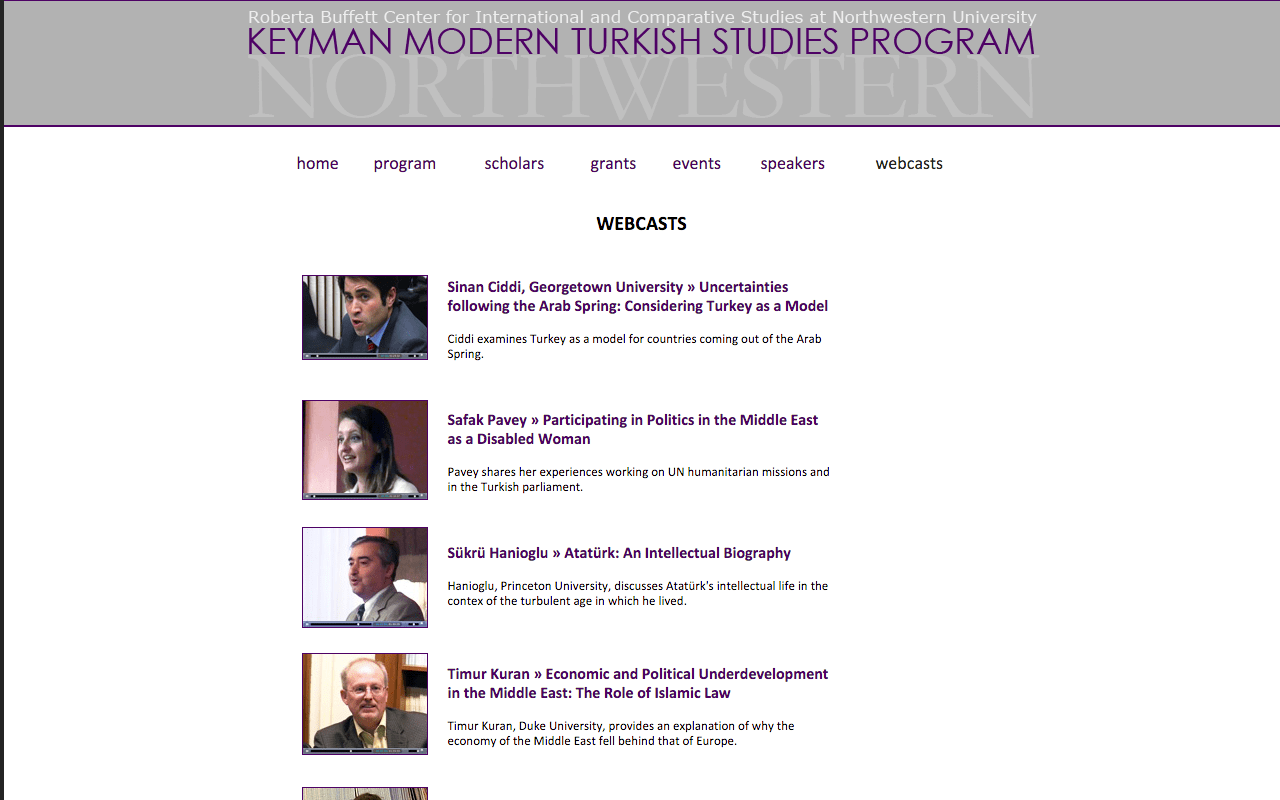 Roberta Buffett Center for International and Comparative Studies at Northwestern University
KEYMAN MODERN TURKISH STUDIES PROGRAM
NORTHWESTERN
home program scholars grants events speakers webcasts
WEBCASTS
Sinan Ciddi, Georgetown University » Uncertainties
following the Arab Spring: Considering Turkey as a Model
Ciddi examines Turkey as a model for countries coming out of the Arab
Spring.
Safak Pavey » Participating in Politics in the Middle East
as a Disabled Woman
Pavey shares her experiences working on UN humanitarian missions and
in the Turkish parliament.
Sükrü Hanioglu » Atatürk: An Intellectual Biography
Hanioglu, Princeton University, discusses Atatürk's intellectual life in the
contex of the turbulent age in which he lived.
Timur Kuran » Economic and Political Underdevelopment
in the Middle East: The Role of Islamic Law
Timur Kuran, Duke University, provides an explanation of why the
economy of the Middle East fell behind that of Europe.